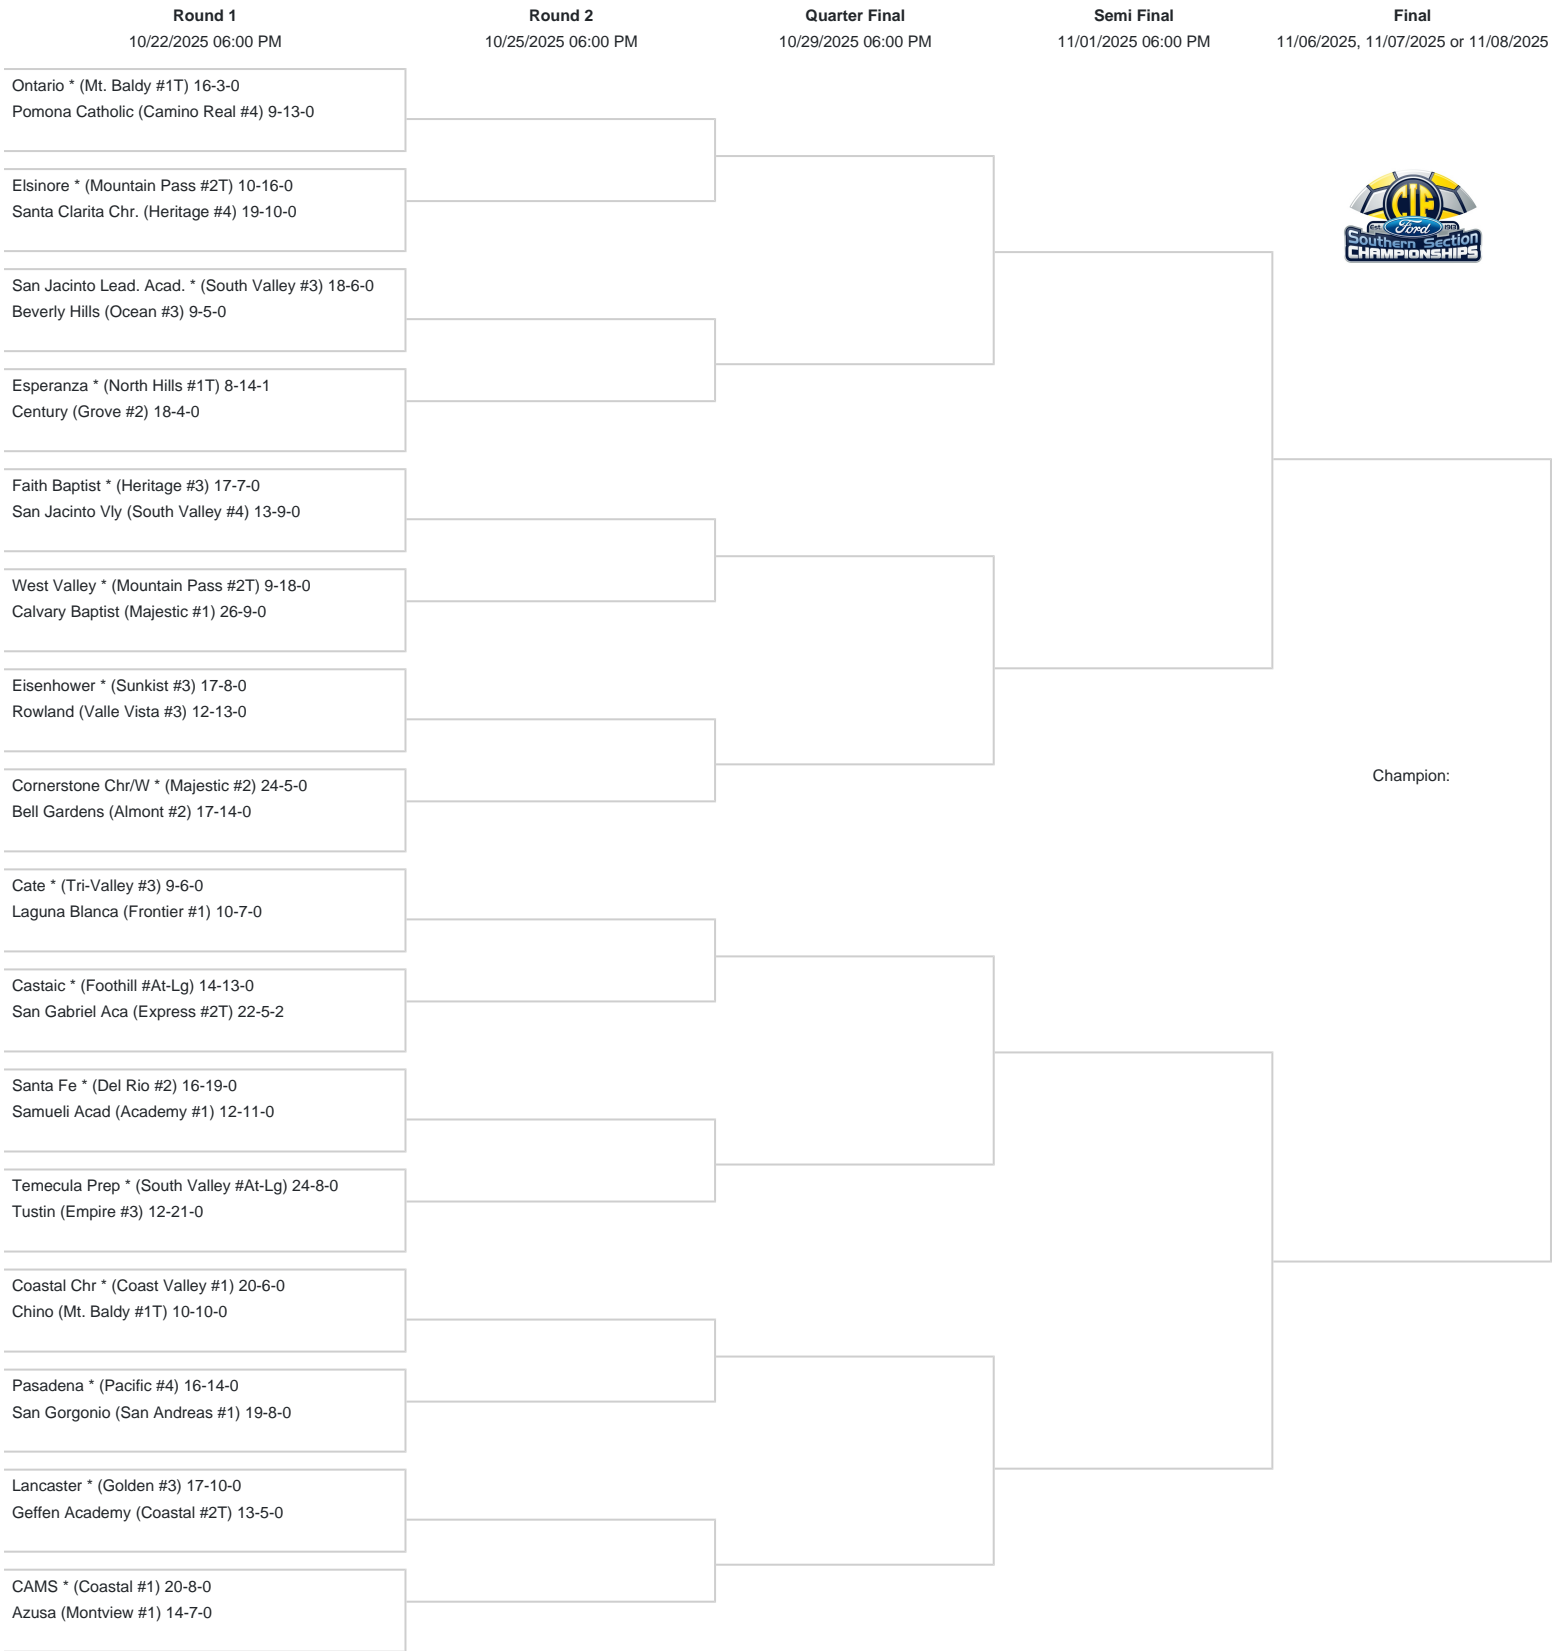 Round 1
10/22/2025 06:00 PM
Round 2
10/25/2025 06:00 PM
Quarter Final
10/29/2025 06:00 PM
Semi Final
11/01/2025 06:00 PM
Final
11/06/2025, 11/07/2025 or 11/08/2025
Ontario * (Mt. Baldy #1T) 16-3-0
Pomona Catholic (Camino Real #4) 9-13-0
Elsinore * (Mountain Pass #2T) 10-16-0
Santa Clarita Chr. (Heritage #4) 19-10-0
San Jacinto Lead. Acad. * (South Valley #3) 18-6-0
Beverly Hills (Ocean #3) 9-5-0
Esperanza * (North Hills #1T) 8-14-1
Century (Grove #2) 18-4-0
Faith Baptist * (Heritage #3) 17-7-0
San Jacinto Vly (South Valley #4) 13-9-0
West Valley * (Mountain Pass #2T) 9-18-0
Calvary Baptist (Majestic #1) 26-9-0
Eisenhower * (Sunkist #3) 17-8-0
Rowland (Valle Vista #3) 12-13-0
Cornerstone Chr/W * (Majestic #2) 24-5-0
Bell Gardens (Almont #2) 17-14-0
Cate * (Tri-Valley #3) 9-6-0
Laguna Blanca (Frontier #1) 10-7-0
Castaic * (Foothill #At-Lg) 14-13-0
San Gabriel Aca (Express #2T) 22-5-2
Santa Fe * (Del Rio #2) 16-19-0
Samueli Acad (Academy #1) 12-11-0
Temecula Prep * (South Valley #At-Lg) 24-8-0
Tustin (Empire #3) 12-21-0
Coastal Chr * (Coast Valley #1) 20-6-0
Chino (Mt. Baldy #1T) 10-10-0
Pasadena * (Pacific #4) 16-14-0
San Gorgonio (San Andreas #1) 19-8-0
Lancaster * (Golden #3) 17-10-0
Geffen Academy (Coastal #2T) 13-5-0
CAMS * (Coastal #1) 20-8-0
Azusa (Montview #1) 14-7-0
CIF
Est 1913
Ford
Southern Section
CHAMPIONSHIPS
Champion: